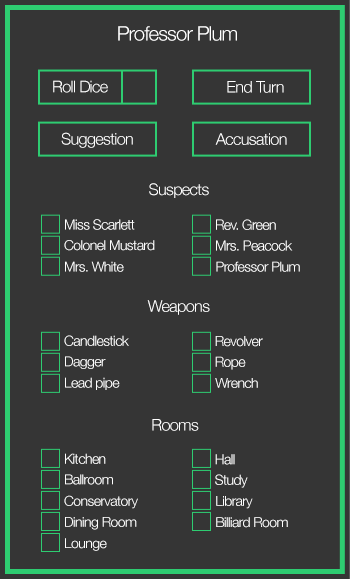 Professor Plum
Roll Dice
End Turn
Suggestion
Accusation
Suspects
Miss Scarlett
Rev. Green
Colonel Mustard
Mrs. Peacock
Mrs. White
Professor Plum
Weapons
Candlestick
Revolver
Dagger
Rope
Lead pipe
Wrench
Rooms
Kitchen
Hall
Ballroom
Study
Conservatory
Library
Dining Room
Billiard Room
Lounge